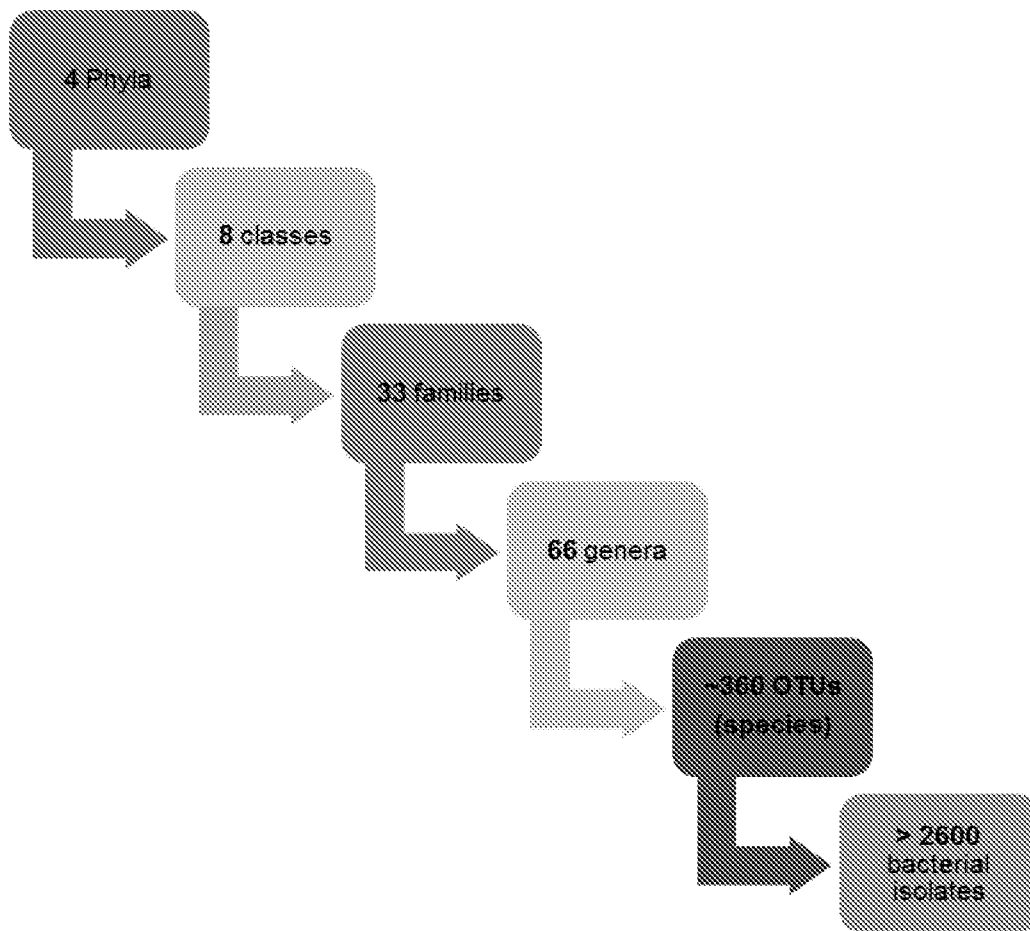 4 Phyla
8 classes
33 families
66 genera
~360 OTUs
(species)
> 2600
bacterial
isolates